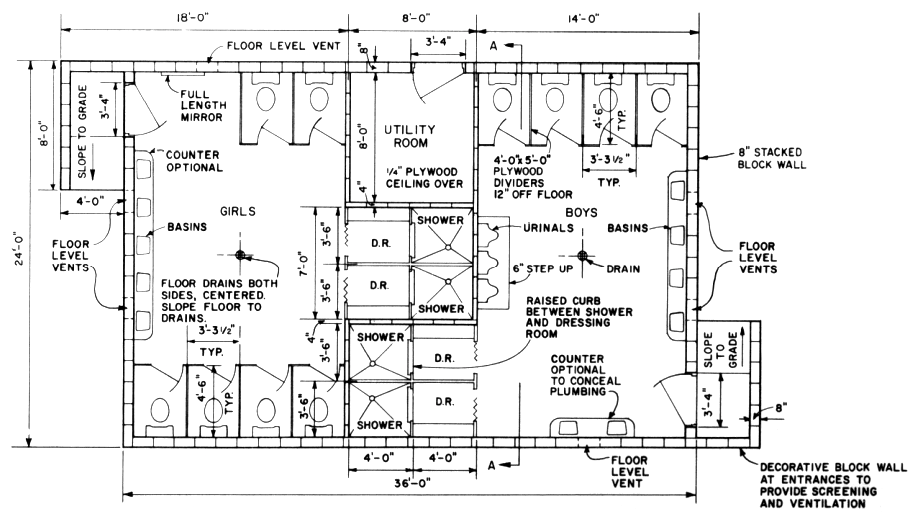 18'-0"
8'-0"
14'-0"
FLOOR LEVEL VENT
8"
3'-4"
A
FULL
LENGTH
MIRROR
3'-4"
SLOPE TO GRADE
8'-0"
UTILITY
ROOM
8'-0"
1/4" PLYWOOD
CEILING OVER
4'-6"
TYP.
4'-0"x 5'-0"
PLYWOOD
DIVIDERS
12" OFF FLOOR
3'-3½"
TYP.
8" STACKED
BLOCK WALL
COUNTER
OPTIONAL
4'-0"
4"
GIRLS
BASINS
BOYS
URINALS
BASINS
FLOOR
LEVEL
VENTS
24'-0"
7'-0"
3'-6"
3'-6"
D.R.
SHOWER
D.R.
SHOWER
6" STEP UP
DRAIN
FLOOR
LEVEL
VENTS
FLOOR DRAINS BOTH
SIDES, CENTERED.
SLOPE FLOOR TO
DRAINS.
3'-3½"
TYP.
RAISED CURB
BETWEEN SHOWER
AND DRESSING
ROOM
4"
3'-6"
SHOWER
D.R.
SLOPE
TO
GRADE
COUNTER
OPTIONAL
TO CONCEAL
PLUMBING
4'-6"
TYP.
3'-6"
D.R.
SHOWER
3'-4"
8"
4'-0"
4'-0"
A
FLOOR
LEVEL
VENT
36'-0"
DECORATIVE BLOCK WALL
AT ENTRANCES TO
PROVIDE SCREENING
AND VENTILATION